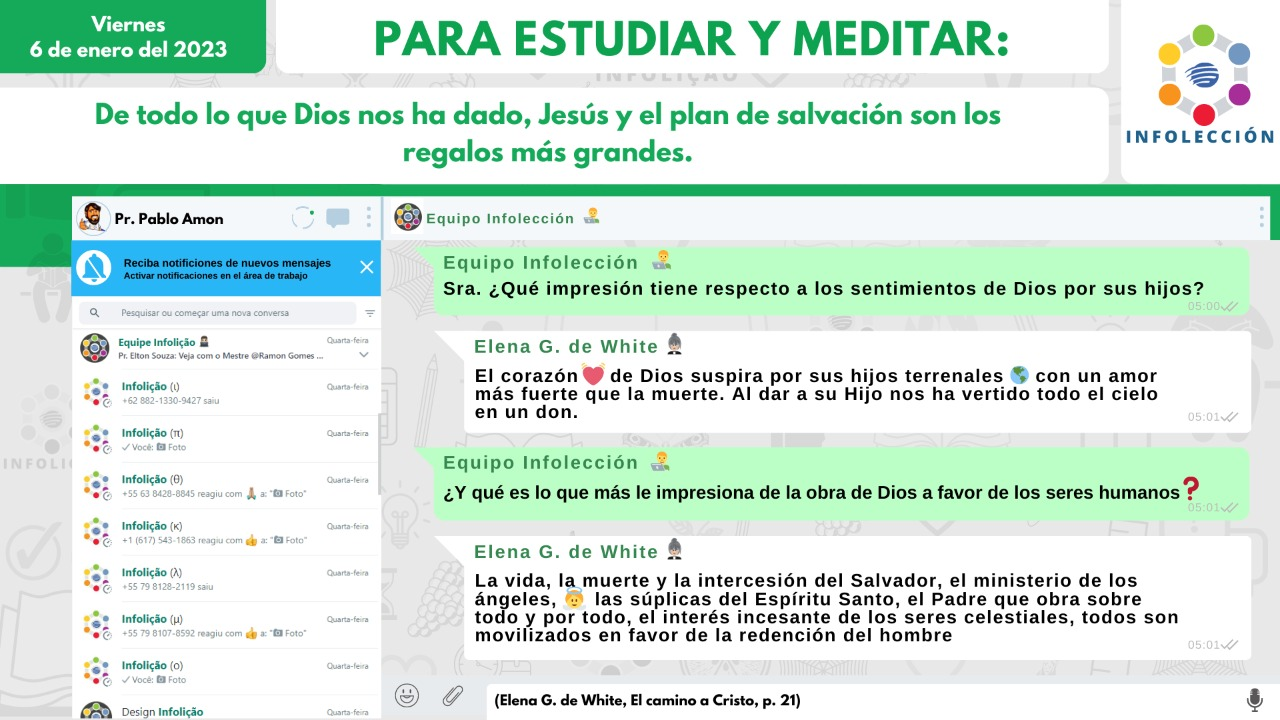 Viernes
6 de enero del 2023
PARA ESTUDIAR Y MEDITAR:
INFOLECCIÓN
De todo lo que Dios nos ha dado, Jesús y el plan de salvación son los
regalos más grandes.
Pr. Pablo Amon
Reciba notificiones de nuevos mensajes
Activar notificaciones en el área de trabajo
Pesquisar ou começar uma nova conversa
Equipe Infolição
Quarta-feira
Pr. Elton Souza: Veja com o Mestre @Ramon Gomes ...
Infolição (ι)
Quarta-feira
+62 882-1330-9427 saiu
Infolição (π)
Quarta-feira
Você: Foto
Infolição (θ)
Quarta-feira
+55 63 8428-8845 reagiu com 🙏 a: "📷 Foto"
Infolição (κ)
Quarta-feira
+1 (617) 543-1863 reagiu com 👍 a: "📷 Foto"
Infolição (λ)
Quarta-feira
+55 79 8128-2119 saiu
Infolição (μ)
Quarta-feira
+55 79 8107-8592 reagiu com 👍 a: "📷 Foto"
Infolição (ο)
Quarta-feira
Você: Foto
Design Infolição
Quarta-feira
Equipo Infolección
Equipo Infolección
Sra. ¿Qué impresión tiene respecto a los sentimientos de Dios por sus hijos?
05:00
Elena G. de White
El corazón 💓 de Dios suspira por sus hijos terrenales 🌎 con un amor
más fuerte que la muerte. Al dar a su Hijo nos ha vertido todo el cielo
en un don.
05:01
Equipo Infolección
¿Y qué es lo que más le impresiona de la obra de Dios a favor de los seres humanos❓
05:01
Elena G. de White
La vida, la muerte y la intercesión del Salvador, el ministerio de los
ángeles, 👼 las súplicas del Espíritu Santo, el Padre que obra sobre
todo y por todo, el interés incesante de los seres celestiales, todos son
movilizados en favor de la redención del hombre
05:01
(Elena G. de White, El camino a Cristo, p. 21)